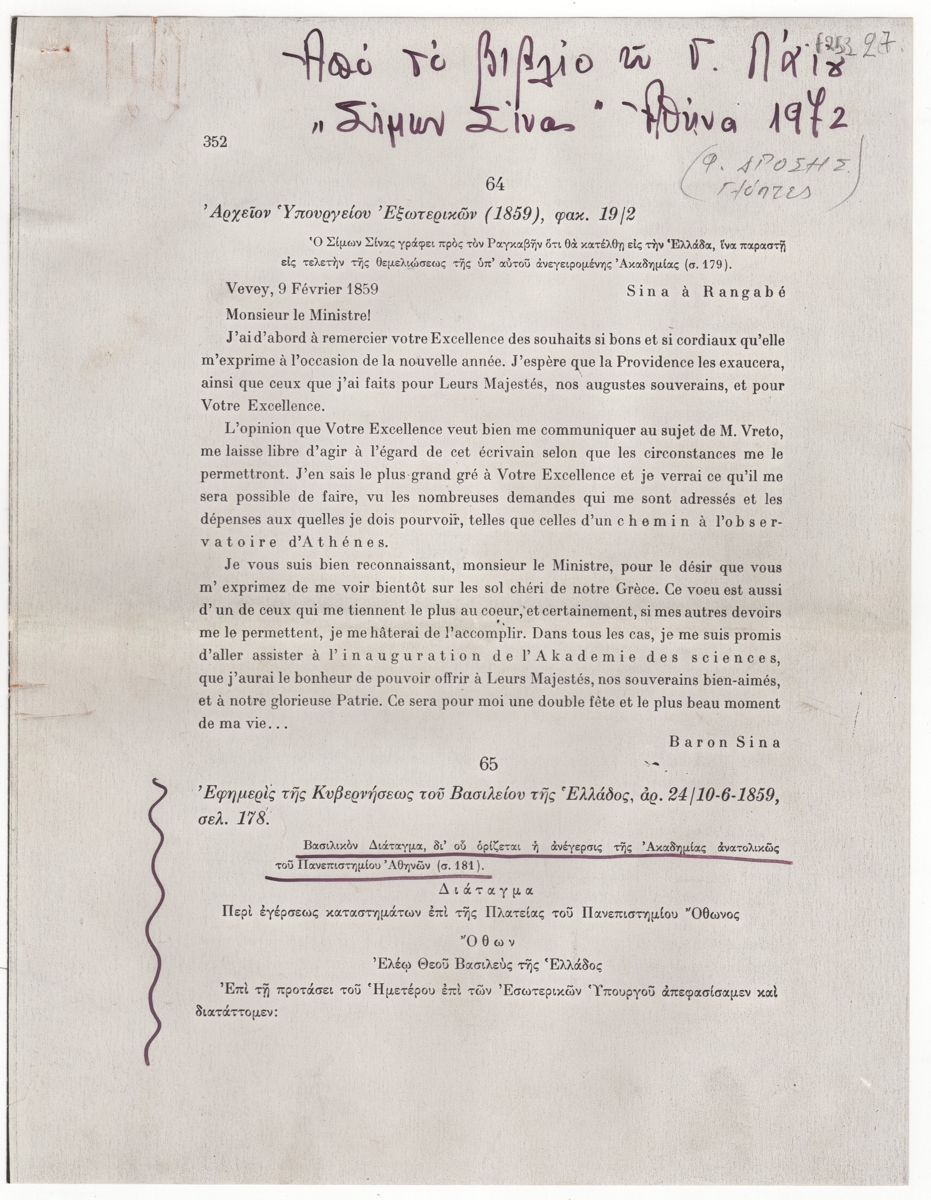 27.
Ἀπό τό βιβλίο τοῦ Γ. Λάϊου
„Σίμων Σίνας" Ἀθήνα 1972
352
(Φ. ΔΡΟΣΗΣ
64
Ἀρχεῖον Ὑπουργείου Ἐξωτερικῶν (1859), φακ. 19/2
Ὁ Σίμων Σίνας γράφει πρὸς τὸν Ραγκαβῆν ὅτι θὰ κατέλθῃ εἰς τὴν Ἑλλάδα, ἵνα παραστῇ
εἰς τελετὴν τῆς θεμελιώσεως τῆς ὑπ' αὐτοῦ ἀνεγειρομένης Ἀκαδημίας (σ. 179).
Vevey, 9 Février 1859 Sina à Rangabé
Monsieur le Ministre!
J'ai d'abord à remercier votre Excellence des souhaits si bons et si cordiaux qu'elle
m'exprime à l'occasion de la nouvelle année. J'espère que la Providence les exaucera,
ainsi que ceux que j'ai faits pour Leurs Majestés, nos augustes souverains, et pour
Votre Excellence.
L'opinion que Votre Excellence veut bien me communiquer au sujet de M. Vreto,
me laisse libre d'agir à l'égard de cet écrivain selon que les circonstances me le
permettront. J'en sais le plus grand gré à Votre Excellence et je verrai ce qu'il me
sera possible de faire, vu les nombreuses demandes qui me sont adressés et les
dépenses aux quelles je dois pourvoir, telles que celles d'un chemin à l'obser-
vatoire d'Athénes.
Je vous suis bien reconnaissant, monsieur le Ministre, pour le désir que vous
m' exprimez de me voir bientôt sur les sol chéri de notre Grèce. Ce voeu est aussi
d' un de ceux qui me tiennent le plus au coeur, et certainement, si mes autres devoirs
me le permettent, je me hâterai de l'accomplir. Dans tous les cas, je me suis promis
d'aller assister à l'inauguration de l'Akademie des sciences,
que j'aurai le bonheur de pouvoir offrir à Leurs Majestés, nos souverains bien-aimés,
et à notre glorieuse Patrie. Ce sera pour moi une double fête et le plus beau moment
de ma vie...
Baron Sina
65
Ἐφημερὶς τῆς Κυβερνήσεως τοῦ Βασιλείου τῆς Ἑλλάδος, ἀρ. 24/10-6-1859,
σελ. 178.
Βασιλικὸν Διάταγμα, δι' οὗ ὁρίζεται ἡ ἀνέγερσις τῆς Ἀκαδημίας ἀνατολικῶς
τοῦ Πανεπιστημίου Ἀθηνῶν (σ. 181).
Διάταγμα
Περὶ ἐγέρσεως καταστημάτων ἐπὶ τῆς Πλατείας τοῦ Πανεπιστημίου Ὄθωνος
Ὄθων
Ἐλέῳ Θεοῦ Βασιλεὺς τῆς Ἑλλάδος
Ἐπὶ τῇ προτάσει τοῦ Ἡμετέρου ἐπὶ τῶν Ἐσωτερικῶν Ὑπουργοῦ ἀπεφασίσαμεν καὶ
διατάττομεν: